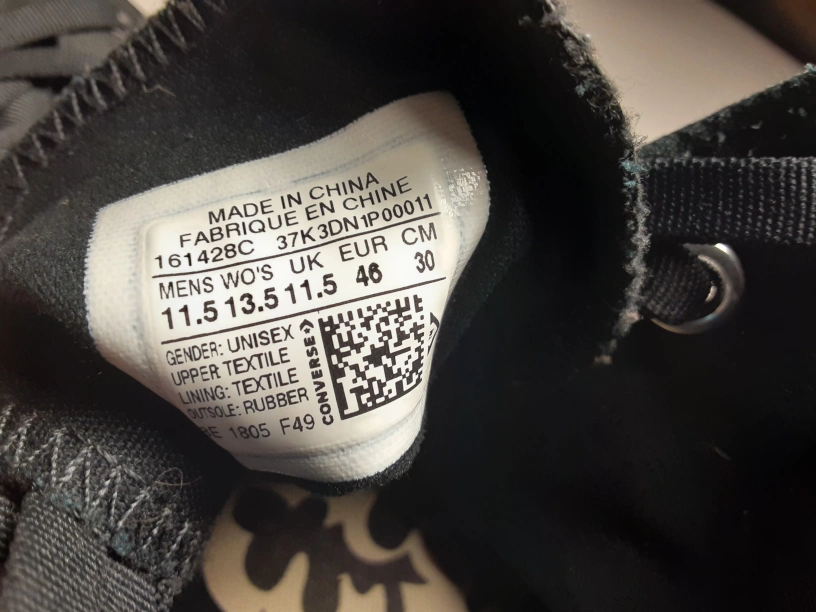 MADE IN CHINA
FABRIQUE EN CHINE
161428C 37K3DN1P00011
MENS WO'S UK EUR CM
11.5 13.5 11.5 46 30
GENDER: UNISEX
UPPER: TEXTILE
LINING: TEXTILE
OUTSOLE: RUBBER
1805 F49
CONVERSE